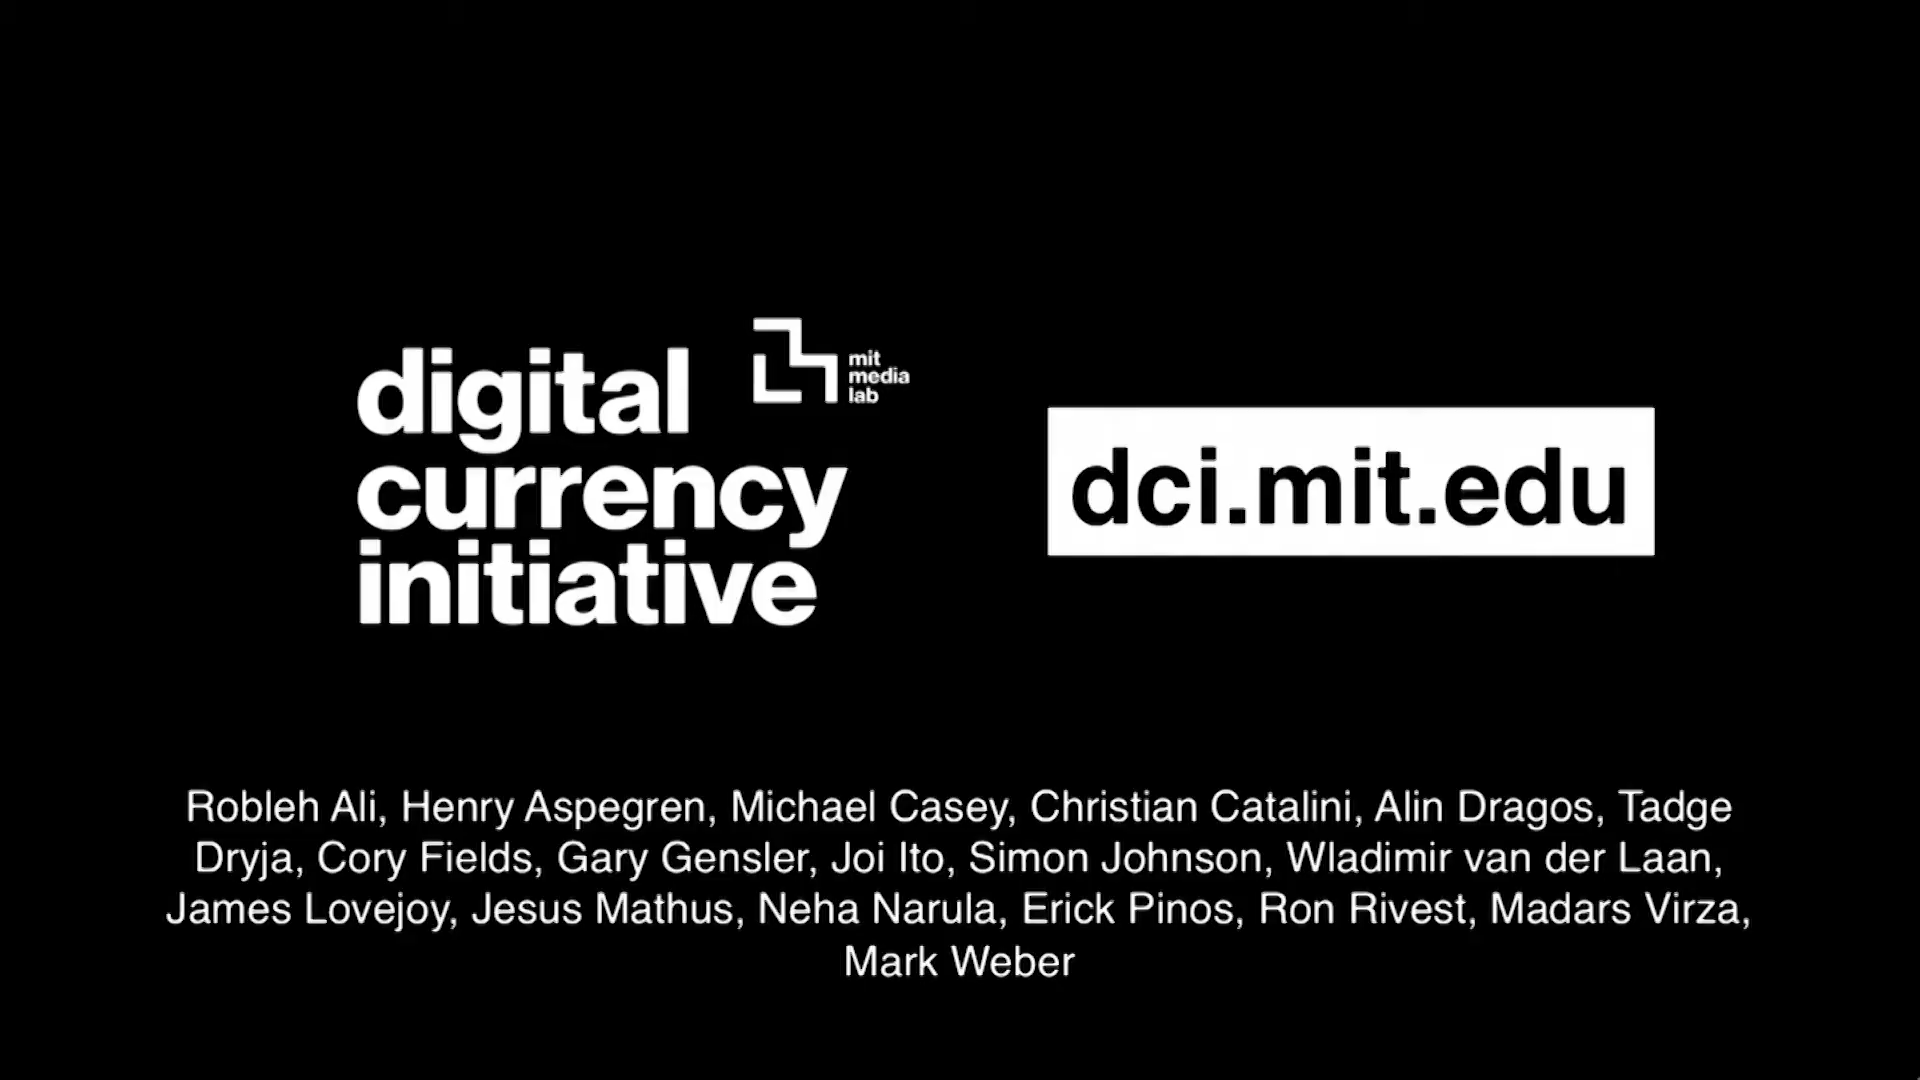 digital
currency
initiative
mit
media
lab
dci.mit.edu
Robleh Ali, Henry Aspegren, Michael Casey, Christian Catalini, Alin Dragos, Tadge
Dryja, Cory Fields, Gary Gensler, Joi Ito, Simon Johnson, Wladimir van der Laan,
James Lovejoy, Jesus Mathus, Neha Narula, Erick Pinos, Ron Rivest, Madars Virza,
Mark Weber